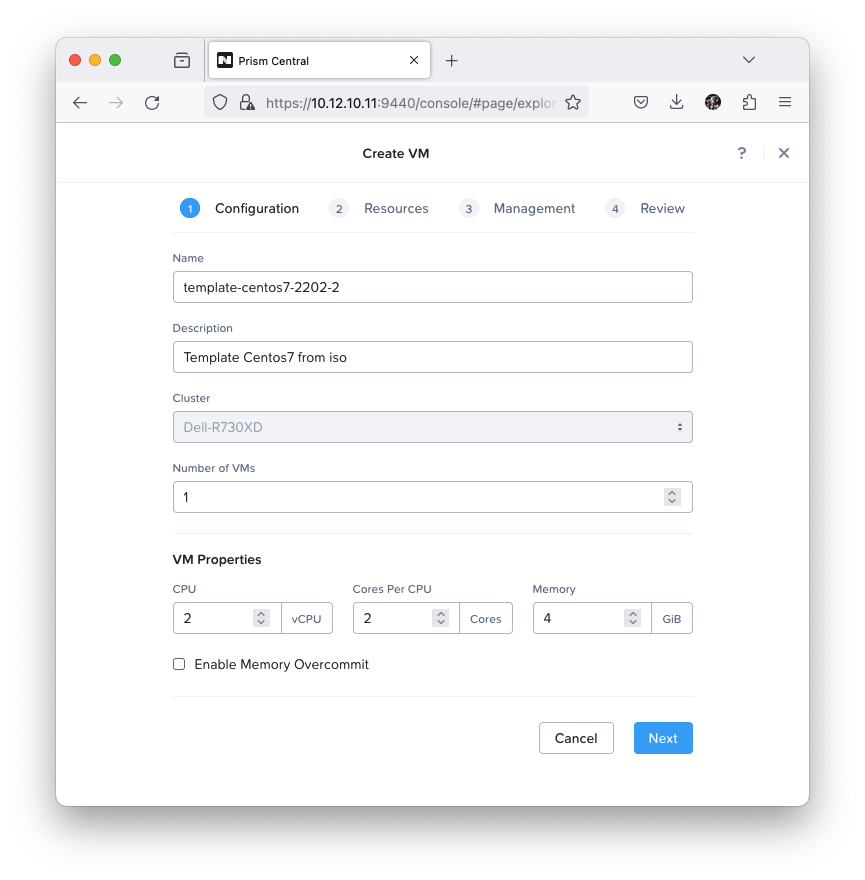 Prism Central
https://10.12.10.11:9440/console/#page/explor
Create VM
?
1 Configuration 2 Resources 3 Management 4 Review
Name
template-centos7-2202-2
Description
Template Centos7 from iso
Cluster
Dell-R730XD
Number of VMs
1
VM Properties
CPU Cores Per CPU Memory
2 vCPU 2 Cores 4 GiB
Enable Memory Overcommit
Cancel Next